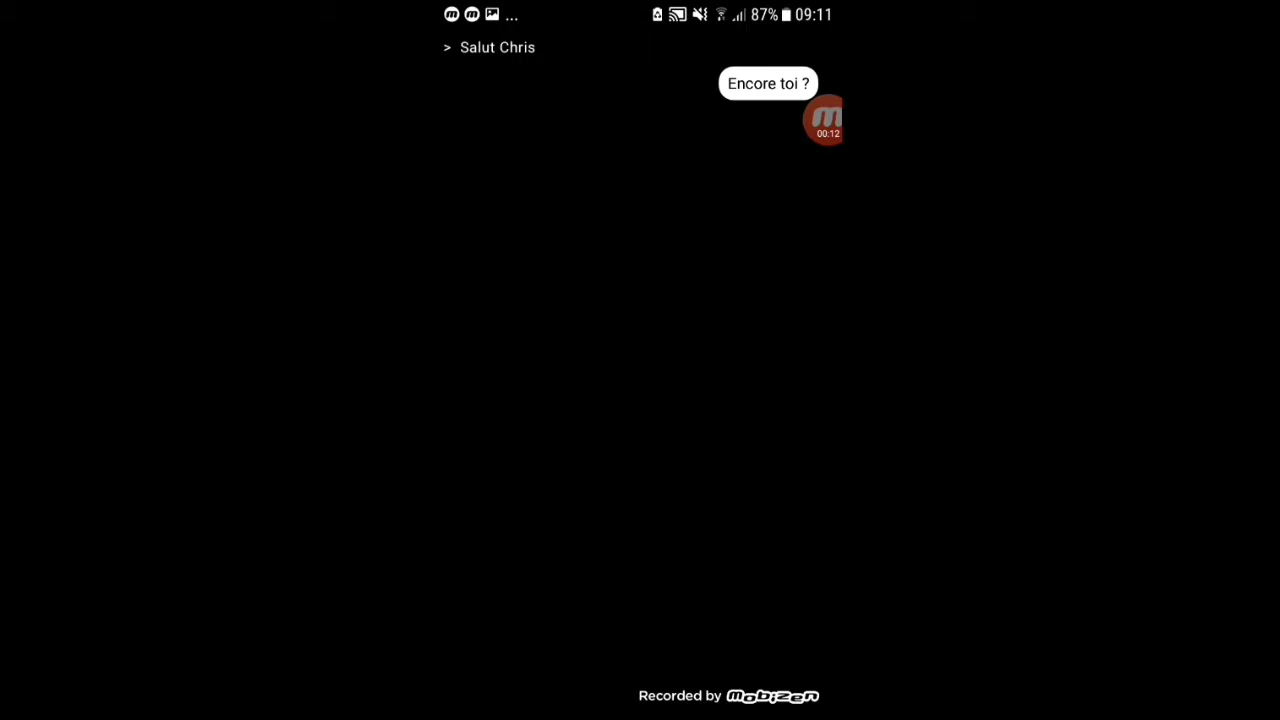 ... 87% 09:11
> Salut Chris
Encore toi ?
00:12
Recorded by mobizen